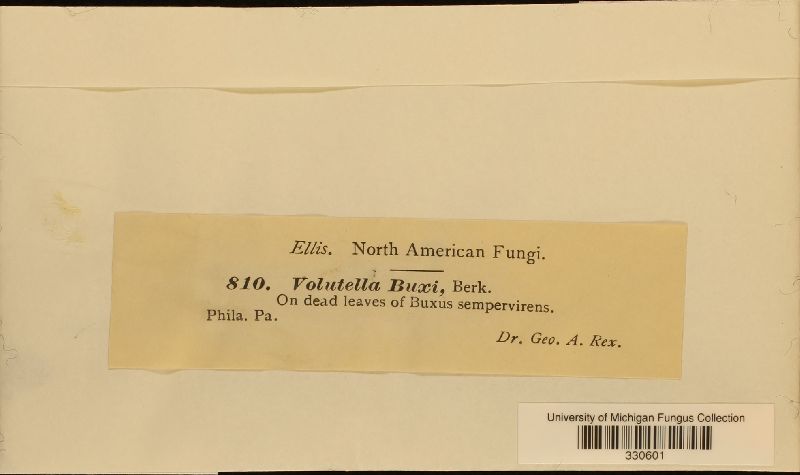 Ellis. North American Fungi.
810. Volutella Buxi, Berk.
On dead leaves of Buxus sempervirens.
Phila. Pa.
Dr. Geo. A. Rex.
University of Michigan Fungus Collection
330601